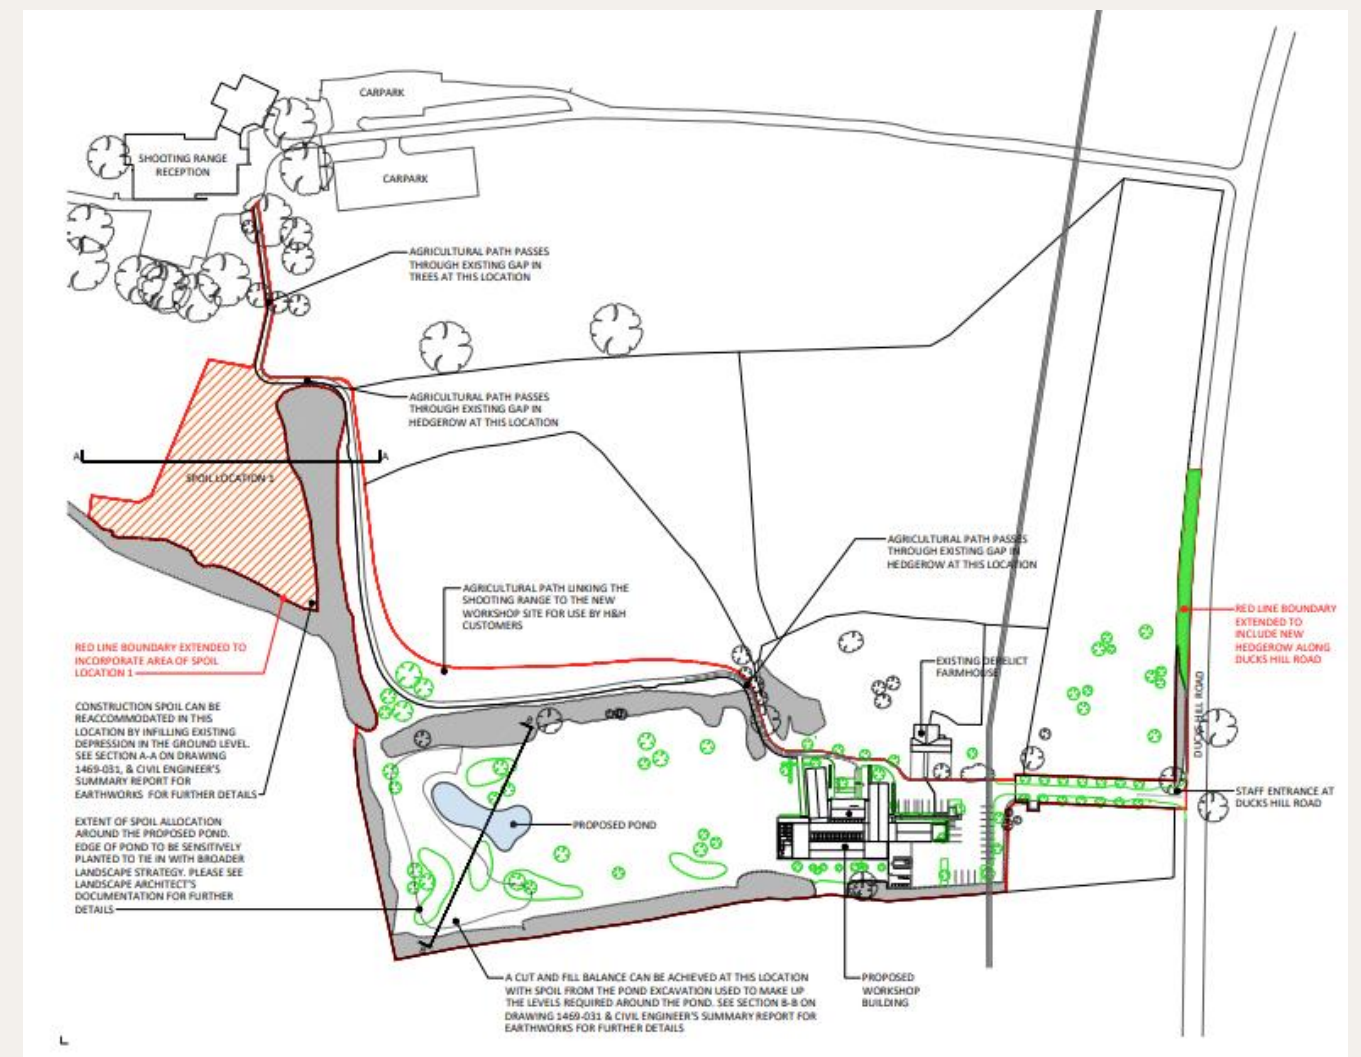 CARPARK
SHOOTING RANGE
RECEPTION
CARPARK
AGRICULTURAL PATH PASSES
THROUGH EXISTING GAP IN
TREES AT THIS LOCATION
AGRICULTURAL PATH PASSES
THROUGH EXISTING GAP IN
HEDGEROW AT THIS LOCATION
A
A
SPOIL LOCATION 1
AGRICULTURAL PATH PASSES
THROUGH EXISTING GAP IN
HEDGEROW AT THIS LOCATION
AGRICULTURAL PATH LINKING THE
SHOOTING RANGE TO THE NEW
WORKSHOP SITE FOR USE BY H&H
CUSTOMERS
RED LINE BOUNDARY
EXTENDED TO
INCLUDE NEW
HEDGEROW ALONG
DUCKS HILL ROAD
RED LINE BOUNDARY EXTENDED TO
INCORPORATE AREA OF SPOIL
LOCATION 1
EXISTING DERELICT
FARMHOUSE
DUCKS HILL ROAD
CONSTRUCTION SPOIL CAN BE
REACCOMMODATED IN THIS
LOCATION BY INFILLING EXISTING
DEPRESSION IN THE GROUND LEVEL.
SEE SECTION A-A ON DRAWING
1469-031, & CIVIL ENGINEER'S
SUMMARY REPORT FOR
EARTHWORKS FOR FURTHER DETAILS
STAFF ENTRANCE AT
DUCKS HILL ROAD
EXTENT OF SPOIL ALLOCATION
AROUND THE PROPOSED POND.
EDGE OF POND TO BE SENSITIVELY
PLANTED TO TIE IN WITH BROADER
LANDSCAPE STRATEGY. PLEASE SEE
LANDSCAPE ARCHITECT'S
DOCUMENTATION FOR FURTHER
DETAILS
PROPOSED POND
A CUT AND FILL BALANCE CAN BE ACHIEVED AT THIS LOCATION
WITH SPOIL FROM THE POND EXCAVATION USED TO MAKE UP
THE LEVELS REQUIRED AROUND THE POND. SEE SECTION B-B ON
DRAWING 1469-031 & CIVIL ENGINEER'S SUMMARY REPORT FOR
EARTHWORKS FOR FURTHER DETAILS
PROPOSED
WORKSHOP
BUILDING